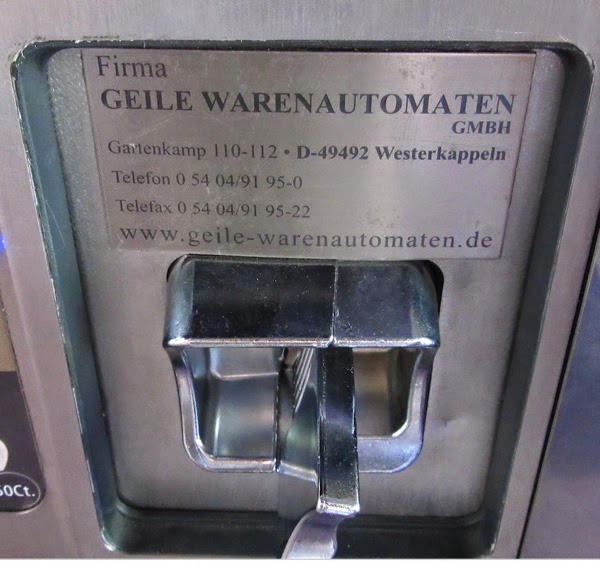 Firma
GEILE WARENAUTOMATEN
GMBH
Gartenkamp 110-112 • D-49492 Westerkappeln
Telefon 0 54 04/91 95-0
Telefax 0 54 04/91 95-22
www.geile-warenautomaten.de
50Ct.